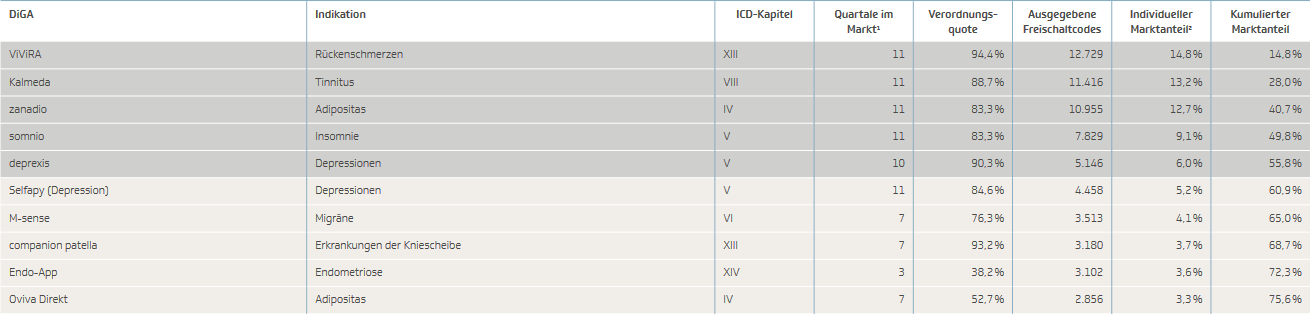 DiGA Indikation ICD-Kapitel Quartale im Markt¹ Verordnungs-quote Ausgegebene Freischaltcodes Individueller Marktanteil² Kumulierter Marktanteil
ViViRA Rückenschmerzen XIII 11 94,4% 12.729 14,8% 14,8%
Kalmeda Tinnitus VIII 11 88,7% 11.416 13,2% 28,0%
zanadio Adipositas IV 11 83,3% 10.955 12,7% 40,7%
somnio Insomnie V 11 83,3% 7.829 9,1% 49,8%
deprexis Depressionen V 10 90,3% 5.146 6,0% 55,8%
Selfapy (Depression) Depressionen V 11 84,6% 4.458 5,2% 60,9%
M-sense Migräne VI 7 76,3% 3.513 4,1% 65,0%
companion patella Erkrankungen der Kniescheibe XIII 7 93,2% 3.180 3,7% 68,7%
Endo-App Endometriose XIV 3 38,2% 3.102 3,6% 72,3%
Oviva Direkt Adipositas IV 7 52,7% 2.856 3,3% 75,6%